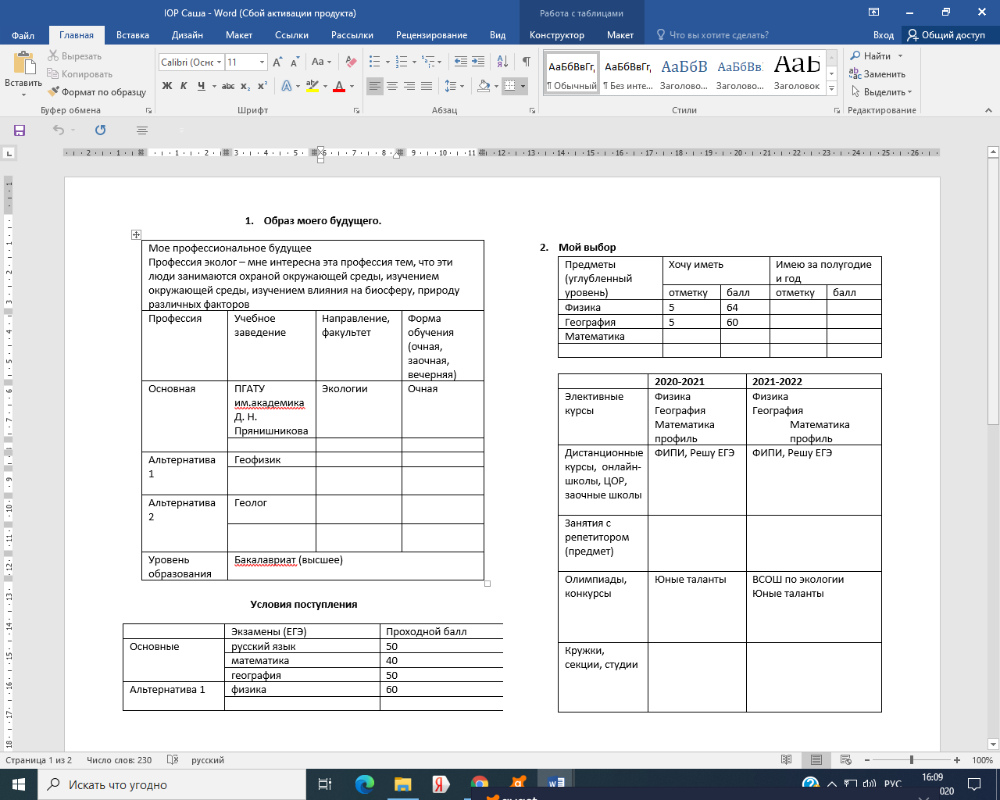 IOP Саша - Word (Сбой активации продукта)
Работа с таблицами
Файл Главная Вставка Дизайн Макет Ссылки Рассылки Рецензирование Вид Конструктор Макет Что вы хотите сделать? Вход Общий доступ
Вставить
Вырезать
Копировать
Формат по образцу
Буфер обмена
Calibri (Осно 11
Ж К Ч abc x₂ x²
Шрифт
Абзац
АаБбВвГг, АаБбВвГг, АаБбВ АаБбВв: АаБ
¶ Обычный ¶ Без инте... Заголово... Заголово... Заголовок
Стили
Найти
Заменить
Выделить
Редактирование
2 1 1 2 3 4 5 6 7 8 9 10 11 12 13 14 15 16 17 18 19 20 21 22 23 24 25 26
1. Образ моего будущего.
Мое профессиональное будущее
Профессия эколог – мне интересна эта профессия тем, что эти
люди занимаются охраной окружающей среды, изучением
окружающей среды, изучением влияния на биосферу, природу
различных факторов
Профессия
Учебное
заведение
Направление,
факультет
Форма
обучения
(очная,
заочная,
вечерняя)
Основная
ПГАТУ
им.академика
Д. Н.
Прянишникова
Экологии
Очная
Альтернатива
1
Геофизик
Альтернатива
2
Геолог
Уровень
образования
Бакалавриат (высшее)
Условия поступления
Экзамены (ЕГЭ) Проходной балл
Основные русский язык 50
математика 40
география 50
Альтернатива 1 физика 60
2. Мой выбор
Предметы
(углубленный
уровень)
Хочу иметь
Имею за полугодие
и год
отметку балл отметку балл
Физика 5 64
География 5 60
Математика
2020-2021 2021-2022
Элективные
курсы
Физика
География
Математика
профиль
Физика
География
Математика
профиль
Дистанционные
курсы, онлайн-
школы, ЦОР,
заочные школы
ФИПИ, Решу ЕГЭ
ФИПИ, Решу ЕГЭ
Занятия с
репетитором
(предмет)
Олимпиады,
конкурсы
Юные таланты
ВСОШ по экологии
Юные таланты
Кружки,
секции, студии
Страница 1 из 2 Число слов: 230 русский 100%
Искать что угодно
РУС
16:09
020